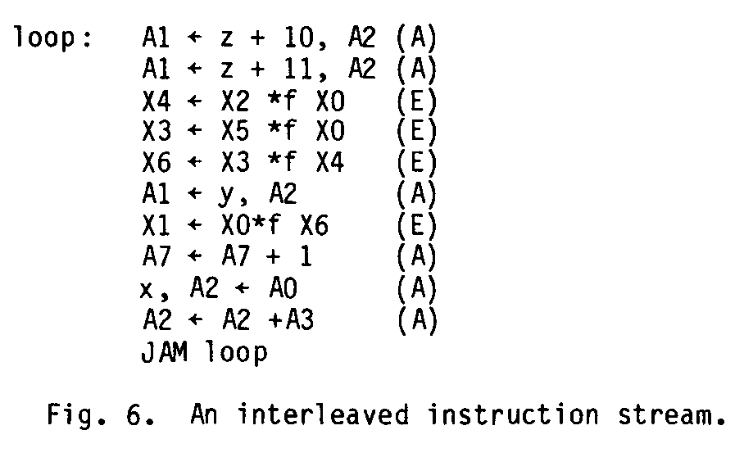 loop: A1 ← z + 10, A2 (A)
A1 ← z + 11, A2 (A)
X4 ← X2 *f X0 (E)
X3 ← X5 *f X0 (E)
X6 ← X3 *f X4 (E)
A1 ← y, A2 (A)
X1 ← X0*f X6 (E)
A7 ← A7 + 1 (A)
x, A2 ← A0 (A)
A2 ← A2 +A3 (A)
JAM loop
Fig. 6. An interleaved instruction stream.